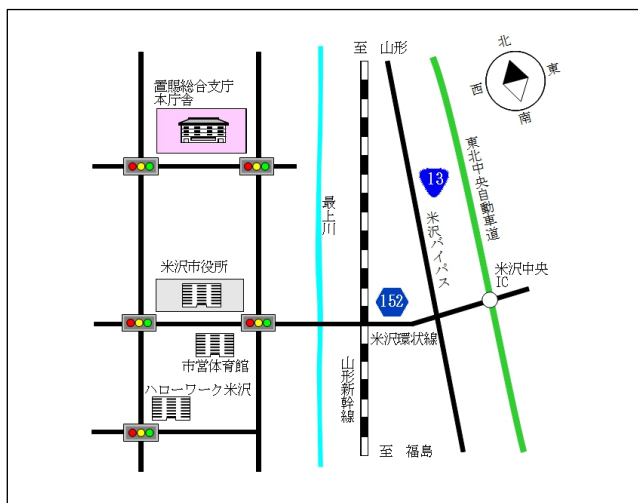 至 山形
北
東
西
南
置賜総合支庁
本庁舎
13
最上川
米沢バイパス
東北中央自動車道
米沢市役所
米沢中央
IC
152
米沢環状線
市営体育館
山形新幹線
ハローワーク米沢
至 福島